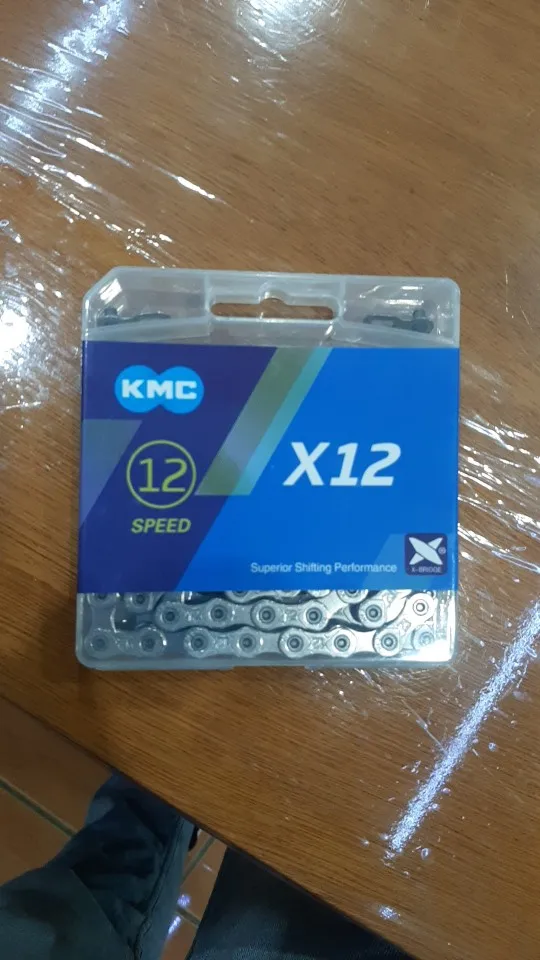 KMC
12
SPEED
X12
Superior Shifting Performance
®
X-BRIDGE